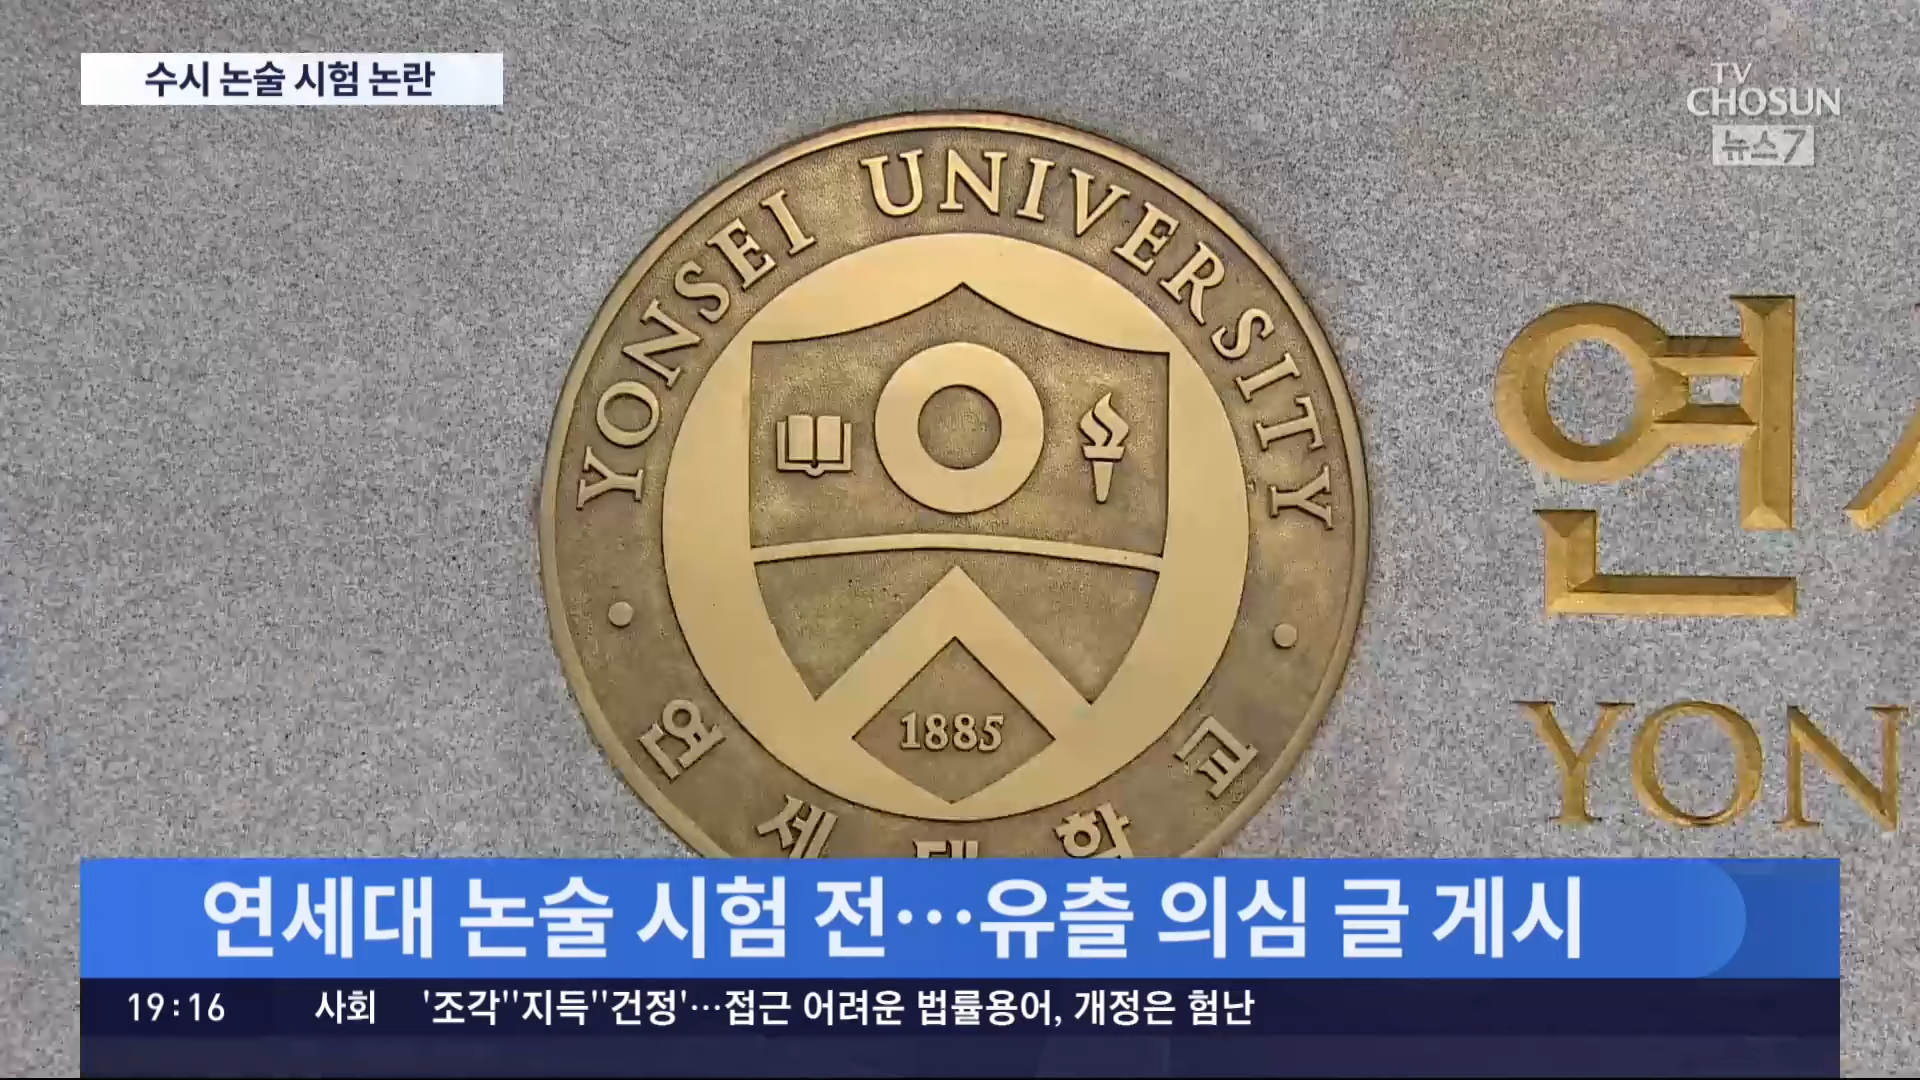 수시 논술 시험 논란
TV
CHOSUN
뉴스7
YONSEI UNIVERSITY
1885
연세대학교
연
YON
연세대 논술 시험 전…유츨 의심 글 게시
19:16 사회 '조각''지득''건정'…접근 어려운 법률용어, 개정은 험난